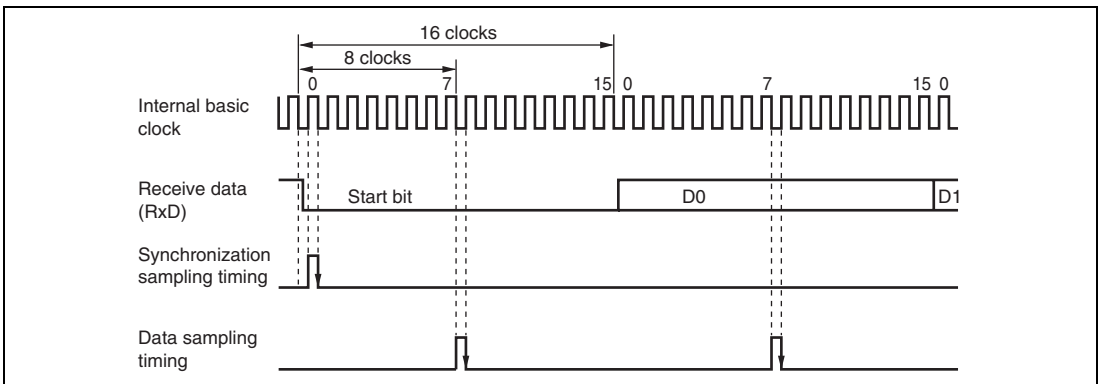 16 clocks
8 clocks
0 7 15 0 7 15 0
Internal basic
clock
Receive data
(RxD)
Start bit D0 D1
Synchronization
sampling timing
Data sampling
timing